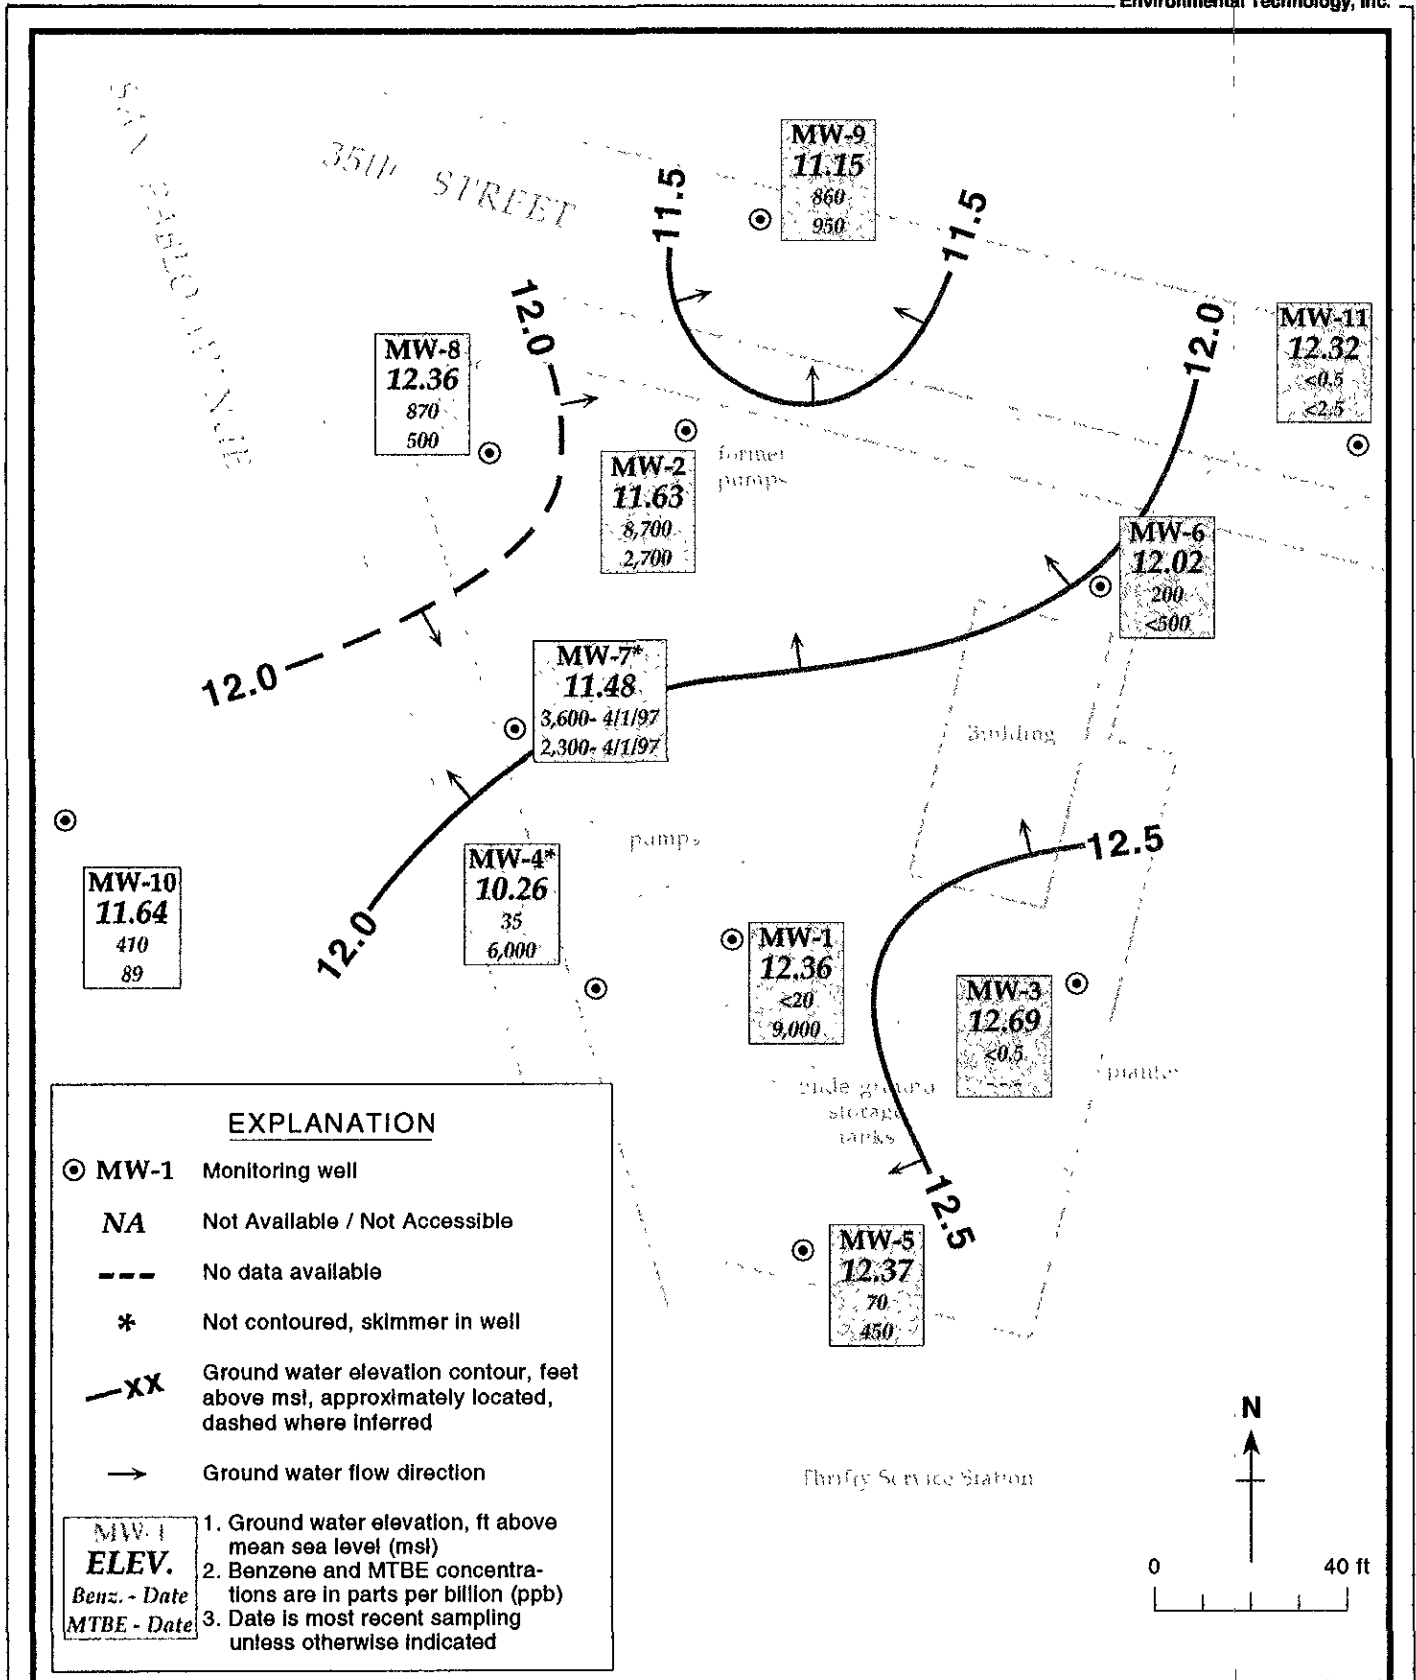 Environmental Technology, Inc.
35th STREET
MW-9
11.15
860
950
11.5
11.5
12.0
12.0
MW-8
12.36
870
500
MW-11
12.32
<0.5
<2.5
MW-2
11.63
8,700
2,700
former
pumps
MW-6
12.02
200
<500
12.0
MW-7*
11.48
3,600- 4/1/97
2,300- 4/1/97
Building
pumps
12.5
MW-10
11.64
410
89
12.0
MW-4*
10.26
35
6,000
MW-1
12.36
<20
9,000
MW-3
12.69
<0.5
storage
tanks
12.5
MW-5
12.37
70
450
EXPLANATION
MW-1 Monitoring well
NA Not Available / Not Accessible
No data available
* Not contoured, skimmer in well
XX Ground water elevation contour, feet
above msl, approximately located,
dashed where inferred
Ground water flow direction
MW-1
ELEV.
Benz. - Date
MTBE - Date
1. Ground water elevation, ft above
mean sea level (msl)
2. Benzene and MTBE concentra-
tions are in parts per billion (ppb)
3. Date is most recent sampling
unless otherwise indicated
Thrifty Service Station
N
0 40 ft